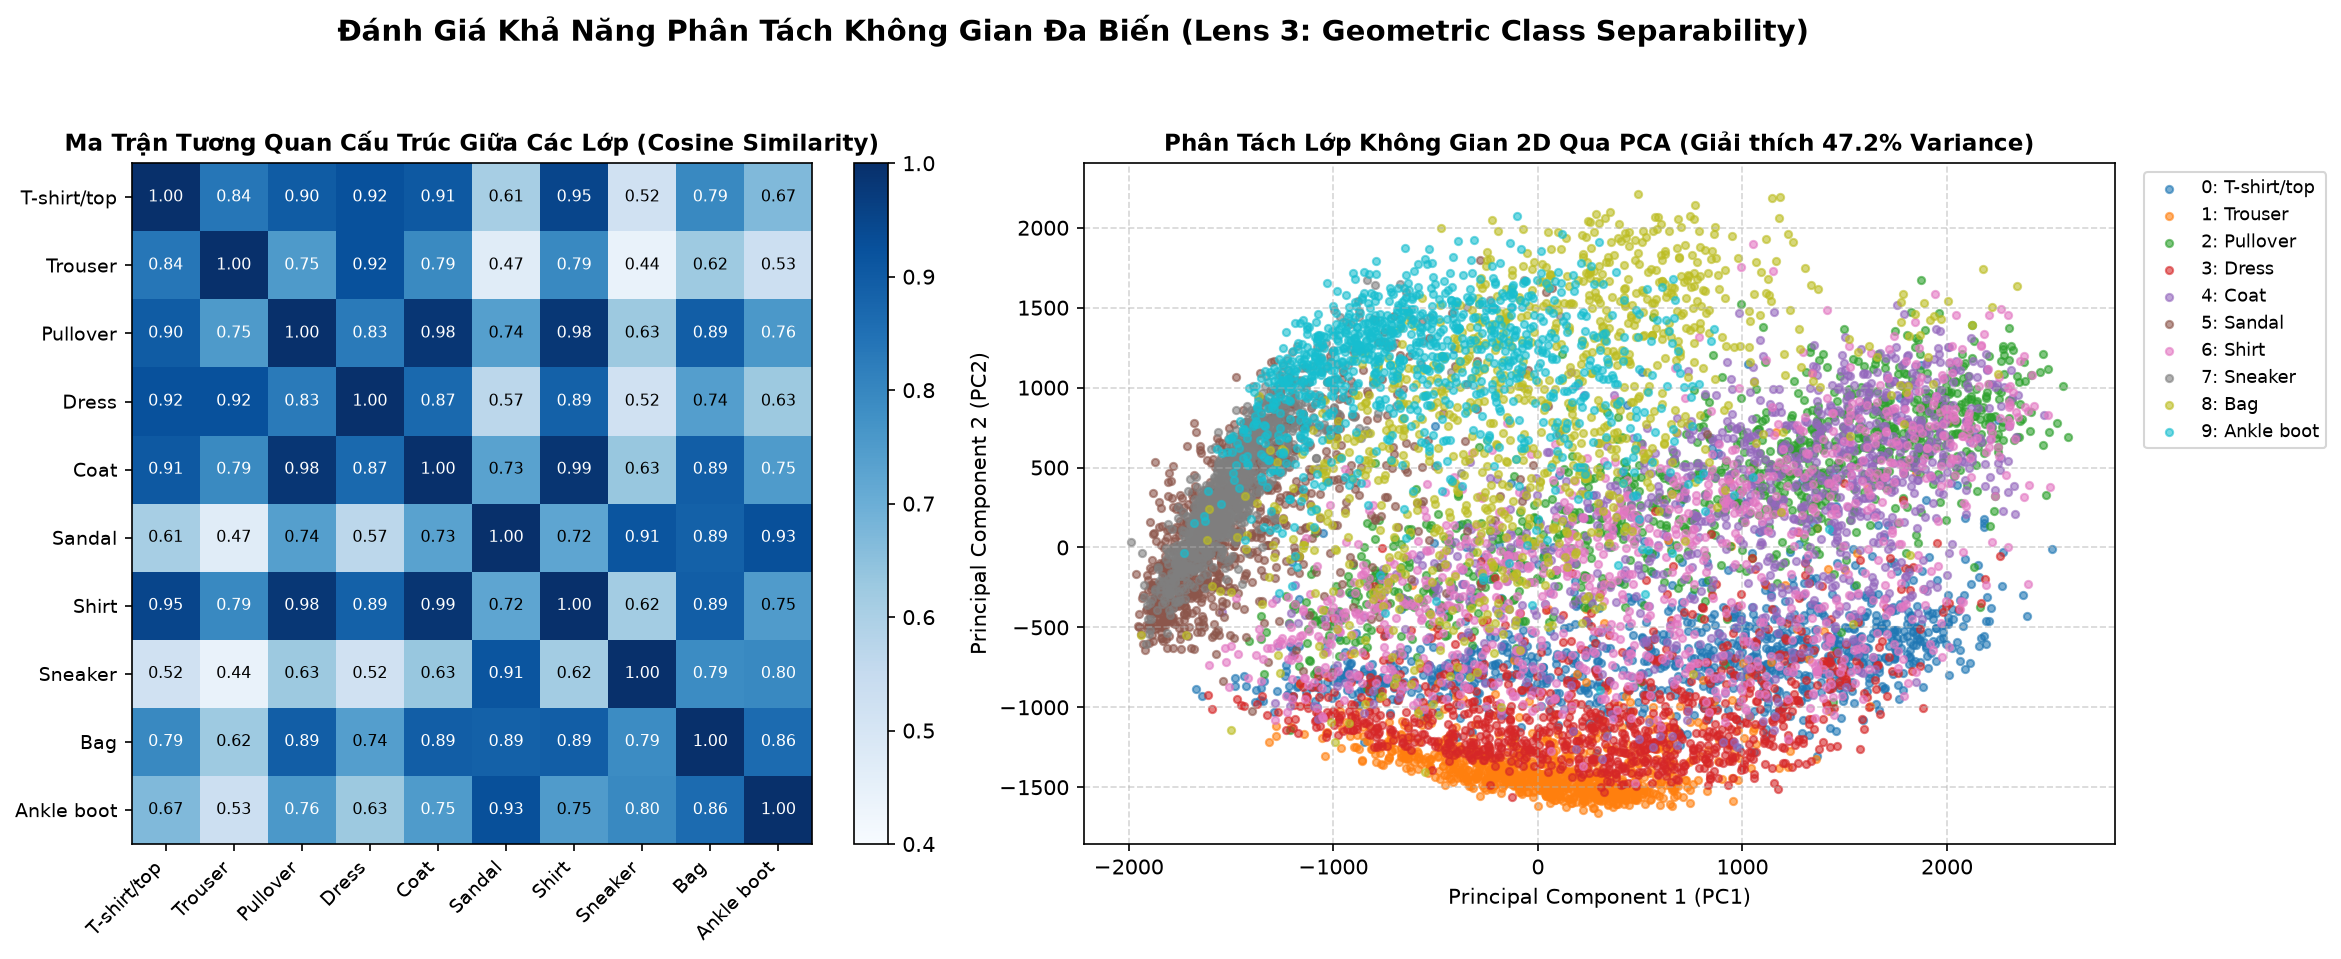 Đánh Giá Khả Năng Phân Tách Không Gian Đa Biến (Lens 3: Geometric Class Separability)
Ma Trận Tương Quan Cấu Trúc Giữa Các Lớp (Cosine Similarity)
T-shirt/top 1.00 0.84 0.90 0.92 0.91 0.61 0.95 0.52 0.79 0.67
Trouser 0.84 1.00 0.75 0.92 0.79 0.47 0.79 0.44 0.62 0.53
Pullover 0.90 0.75 1.00 0.83 0.98 0.74 0.98 0.63 0.89 0.76
Dress 0.92 0.92 0.83 1.00 0.87 0.57 0.89 0.52 0.74 0.63
Coat 0.91 0.79 0.98 0.87 1.00 0.73 0.99 0.63 0.89 0.75
Sandal 0.61 0.47 0.74 0.57 0.73 1.00 0.72 0.91 0.89 0.93
Shirt 0.95 0.79 0.98 0.89 0.99 0.72 1.00 0.62 0.89 0.75
Sneaker 0.52 0.44 0.63 0.52 0.63 0.91 0.62 1.00 0.79 0.80
Bag 0.79 0.62 0.89 0.74 0.89 0.89 0.89 0.79 1.00 0.86
Ankle boot 0.67 0.53 0.76 0.63 0.75 0.93 0.75 0.80 0.86 1.00
T-shirt/top Trouser Pullover Dress Coat Sandal Shirt Sneaker Bag Ankle boot
1.0
0.9
0.8
0.7
0.6
0.5
0.4
Phân Tách Lớp Không Gian 2D Qua PCA (Giải thích 47.2% Variance)
Principal Component 2 (PC2)
2000
1500
1000
500
0
−500
−1000
−1500
−2000 −1000 0 1000 2000
Principal Component 1 (PC1)
0: T-shirt/top
1: Trouser
2: Pullover
3: Dress
4: Coat
5: Sandal
6: Shirt
7: Sneaker
8: Bag
9: Ankle boot